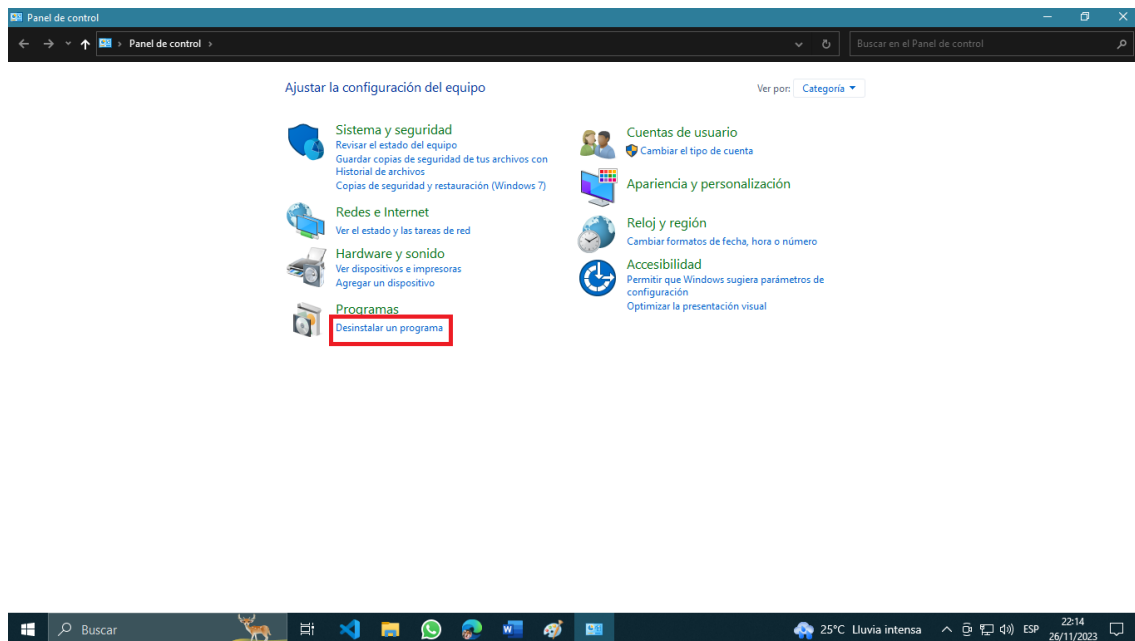 Panel de control
Panel de control
Buscar en el Panel de control
Ajustar la configuración del equipo
Ver por: Categoría
Sistema y seguridad
Revisar el estado del equipo
Guardar copias de seguridad de tus archivos con
Historial de archivos
Copias de seguridad y restauración (Windows 7)
Redes e Internet
Ver el estado y las tareas de red
Hardware y sonido
Ver dispositivos e impresoras
Agregar un dispositivo
Programas
Desinstalar un programa
Cuentas de usuario
Cambiar el tipo de cuenta
Apariencia y personalización
Reloj y región
Cambiar formatos de fecha, hora o número
Accesibilidad
Permitir que Windows sugiera parámetros de
configuración
Optimizar la presentación visual
Buscar
25°C Lluvia intensa
ESP
22:14
26/11/2023